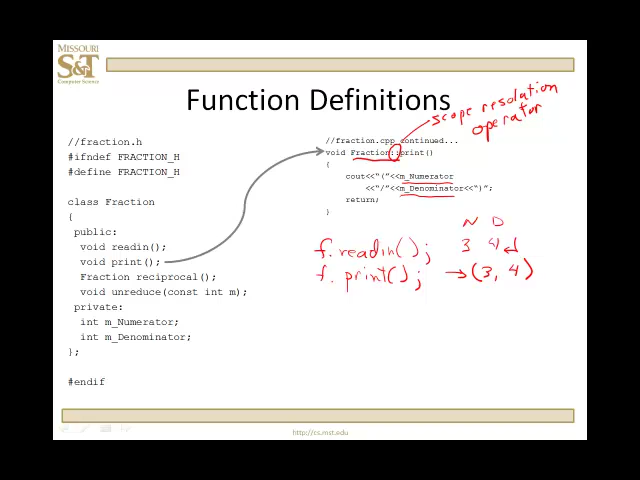 MISSOURI
S&T
Computer Science
Function Definitions
//fraction.h
#ifndef FRACTION_H
#define FRACTION_H
class Fraction
{
public:
void readin();
void print();
Fraction reciprocal();
void unreduce(const int m);
private:
int m_Numerator;
int m_Denominator;
};
#endif
//fraction.cpp continued...
void Fraction::print()
{
cout<<“(”<<m_Numerator
<<“/”<<m_Denominator<<“)”;
return;
}
scope resolation
operator
N D
f.readin(); 3 4
f.print(); → (3, 4)
http://cs.mst.edu